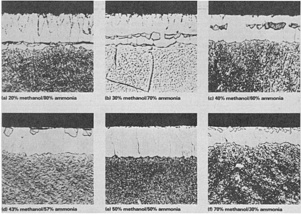 (a) 20% methanol/80% ammonia
(b) 30% methanol/70% ammonia
(c) 40% methanol/60% ammonia
(d) 43% methanol/57% ammonia
(e) 50% methanol/50% ammonia
(f) 70% methanol/30% ammonia